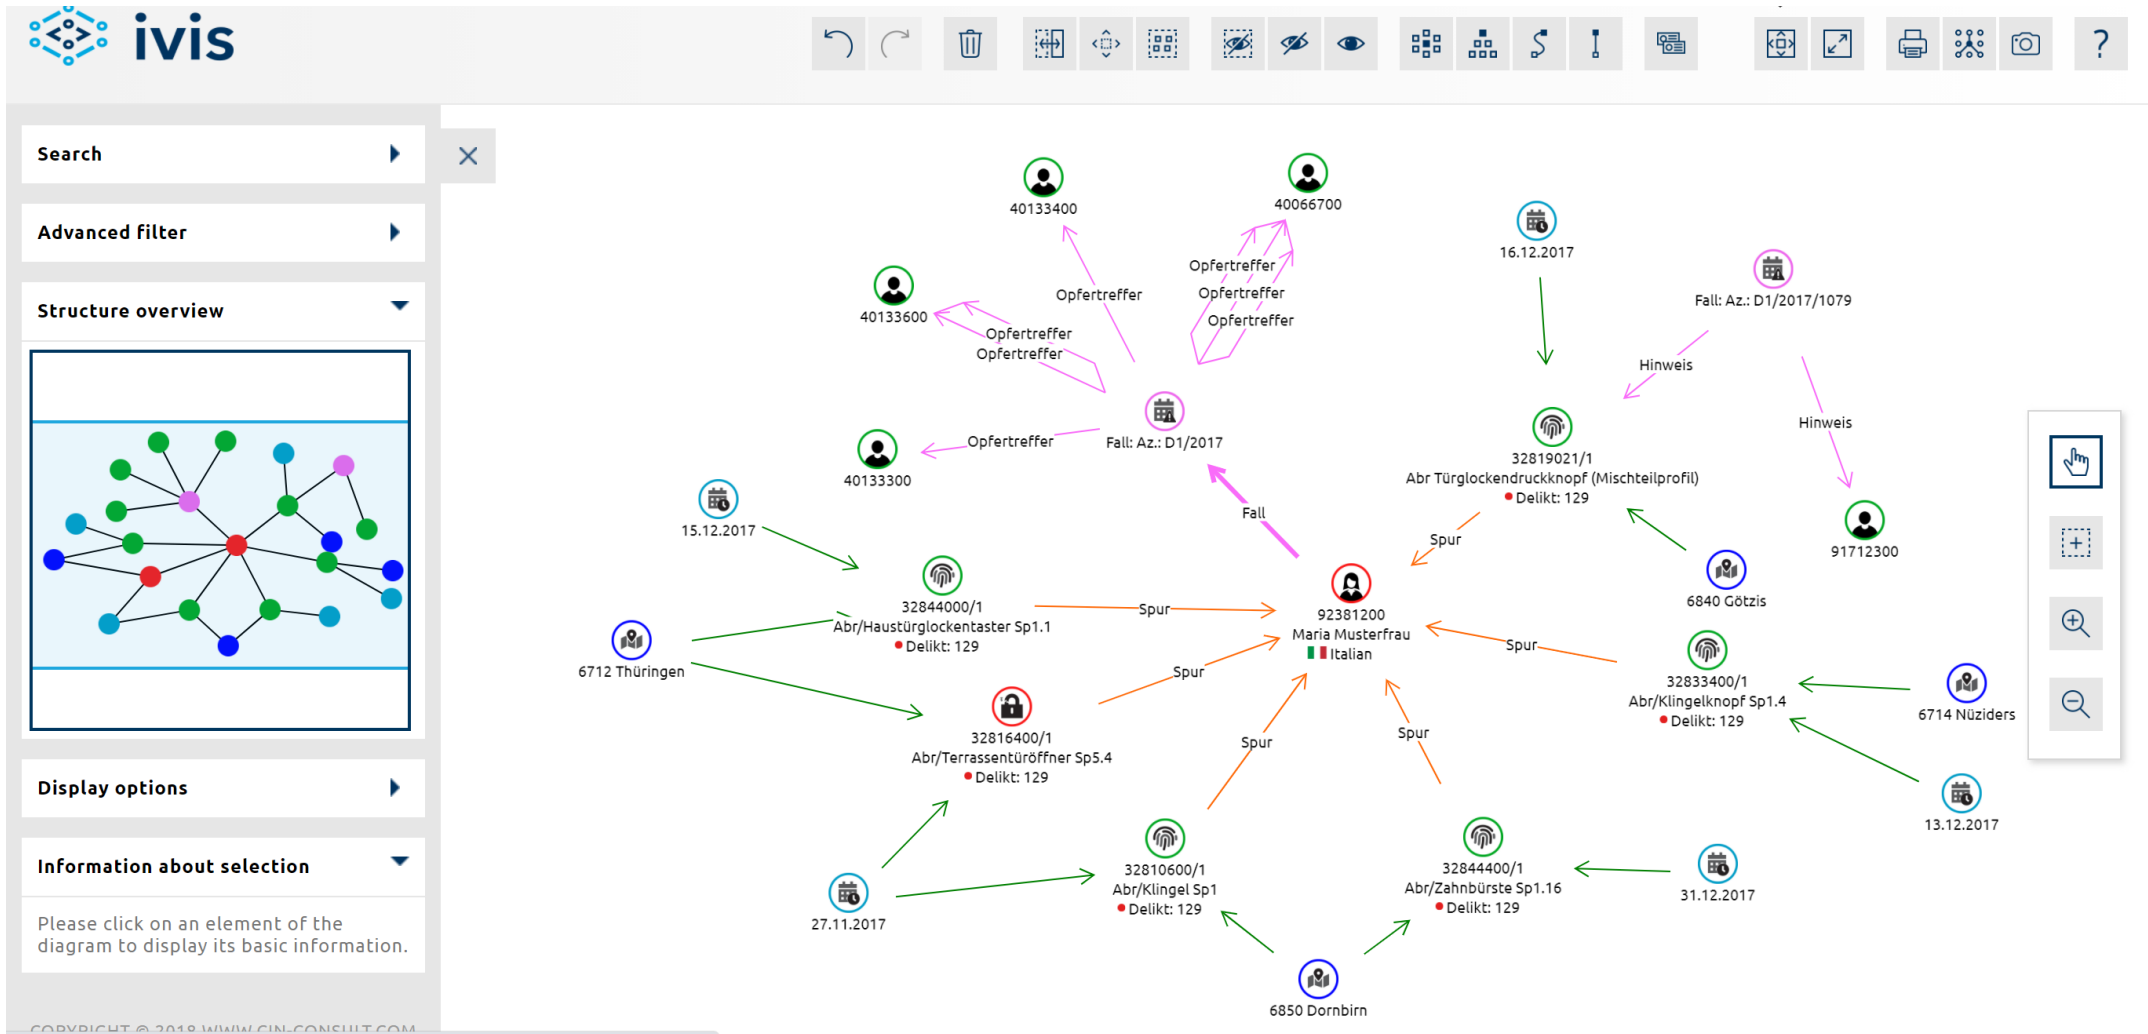 ivis
?
Search
Advanced filter
Structure overview
Display options
Information about selection
Please click on an element of the
diagram to display its basic information.
COPYRIGHT © 2018 WWW.CIN-CONSULT.COM
40133400
40066700
16.12.2017
Fall: Az.: D1/2017/1079
40133600
Opfertreffer
Opfertreffer
Opfertreffer
Opfertreffer
Opfertreffer
Opfertreffer
Hinweis
Hinweis
Fall: Az.: D1/2017
Opfertreffer
40133300
32819021/1
Abr Türglockendruckknopf (Mischteilprofil)
Delikt: 129
15.12.2017
Fall
Spur
91712300
6840 Götzis
32844000/1
Abr/Haustürglockentaster Sp1.1
Delikt: 129
Spur
92381200
Maria Musterfrau
Italian
6712 Thüringen
Spur
Spur
32833400/1
Abr/Klingelknopf Sp1.4
Delikt: 129
6714 Nüziders
32816400/1
Abr/Terrassentüröffner Sp5.4
Delikt: 129
Spur
Spur
13.12.2017
32810600/1
Abr/Klingel Sp1
Delikt: 129
32844400/1
Abr/Zahnbürste Sp1.16
Delikt: 129
31.12.2017
27.11.2017
6850 Dornbirn